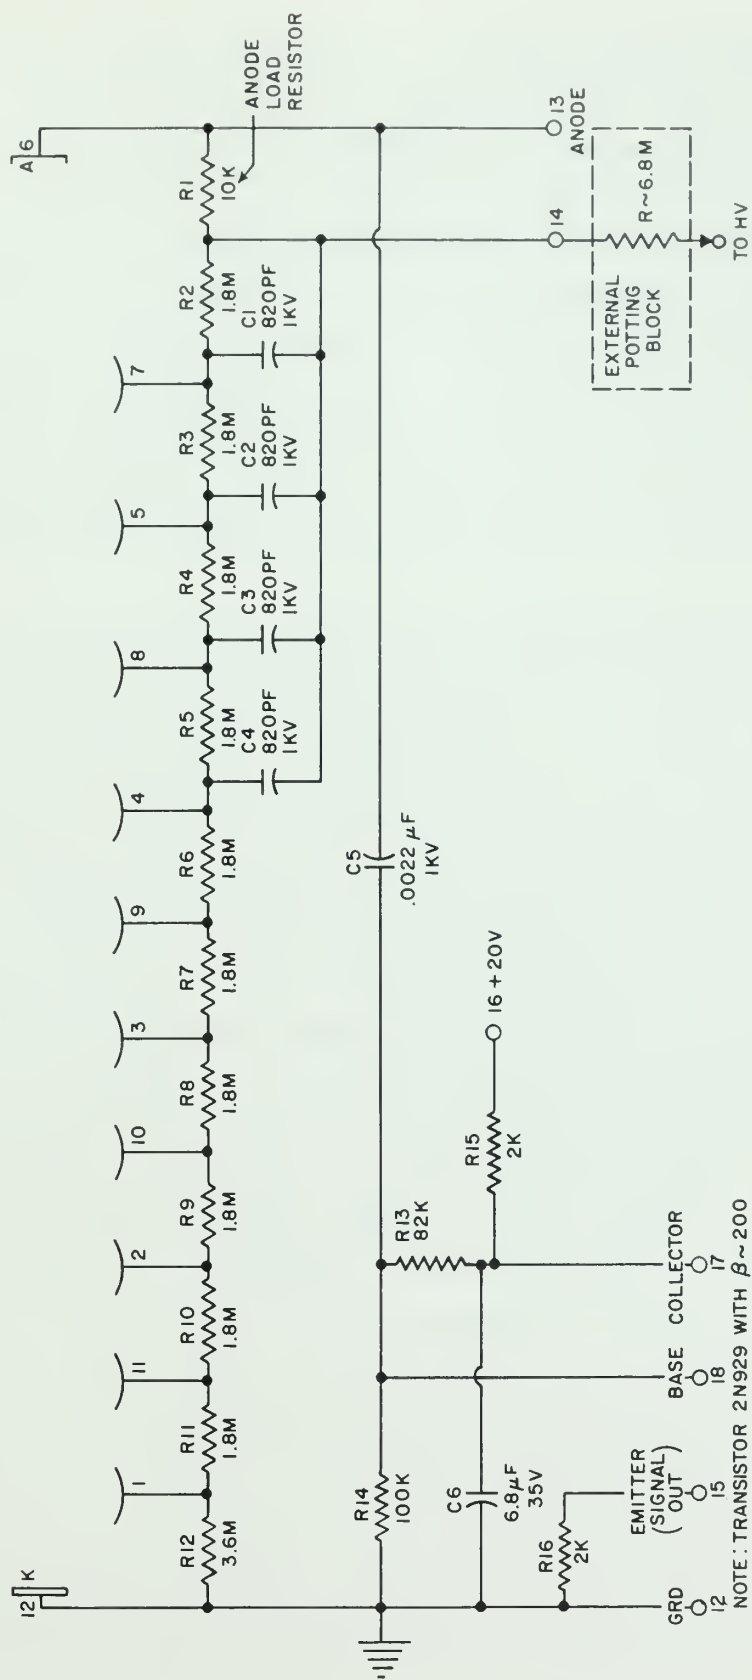 12 K
1
11
2
10
3
9
4
8
5
7
A 6
R12
3.6M
R11
1.8M
R10
1.8M
R9
1.8M
R8
1.8M
R7
1.8M
R6
1.8M
R5
1.8M
C4
820PF
1KV
R4
1.8M
C3
820PF
1KV
R3
1.8M
C2
820PF
1KV
R2
1.8M
C1
820PF
1KV
R1
10K
ANODE
LOAD
RESISTOR
R14
100K
C5
.0022 μF
1KV
R13
82K
R15
2K
16 +20V
C6
6.8μF
35V
R16
2K
14
13
ANODE
EXTERNAL
POTTING
BLOCK
R~6.8M
TO HV
GRD
12
EMITTER
(SIGNAL
OUT)
15
BASE
18
COLLECTOR
17
NOTE: TRANSISTOR 2N929 WITH β~200